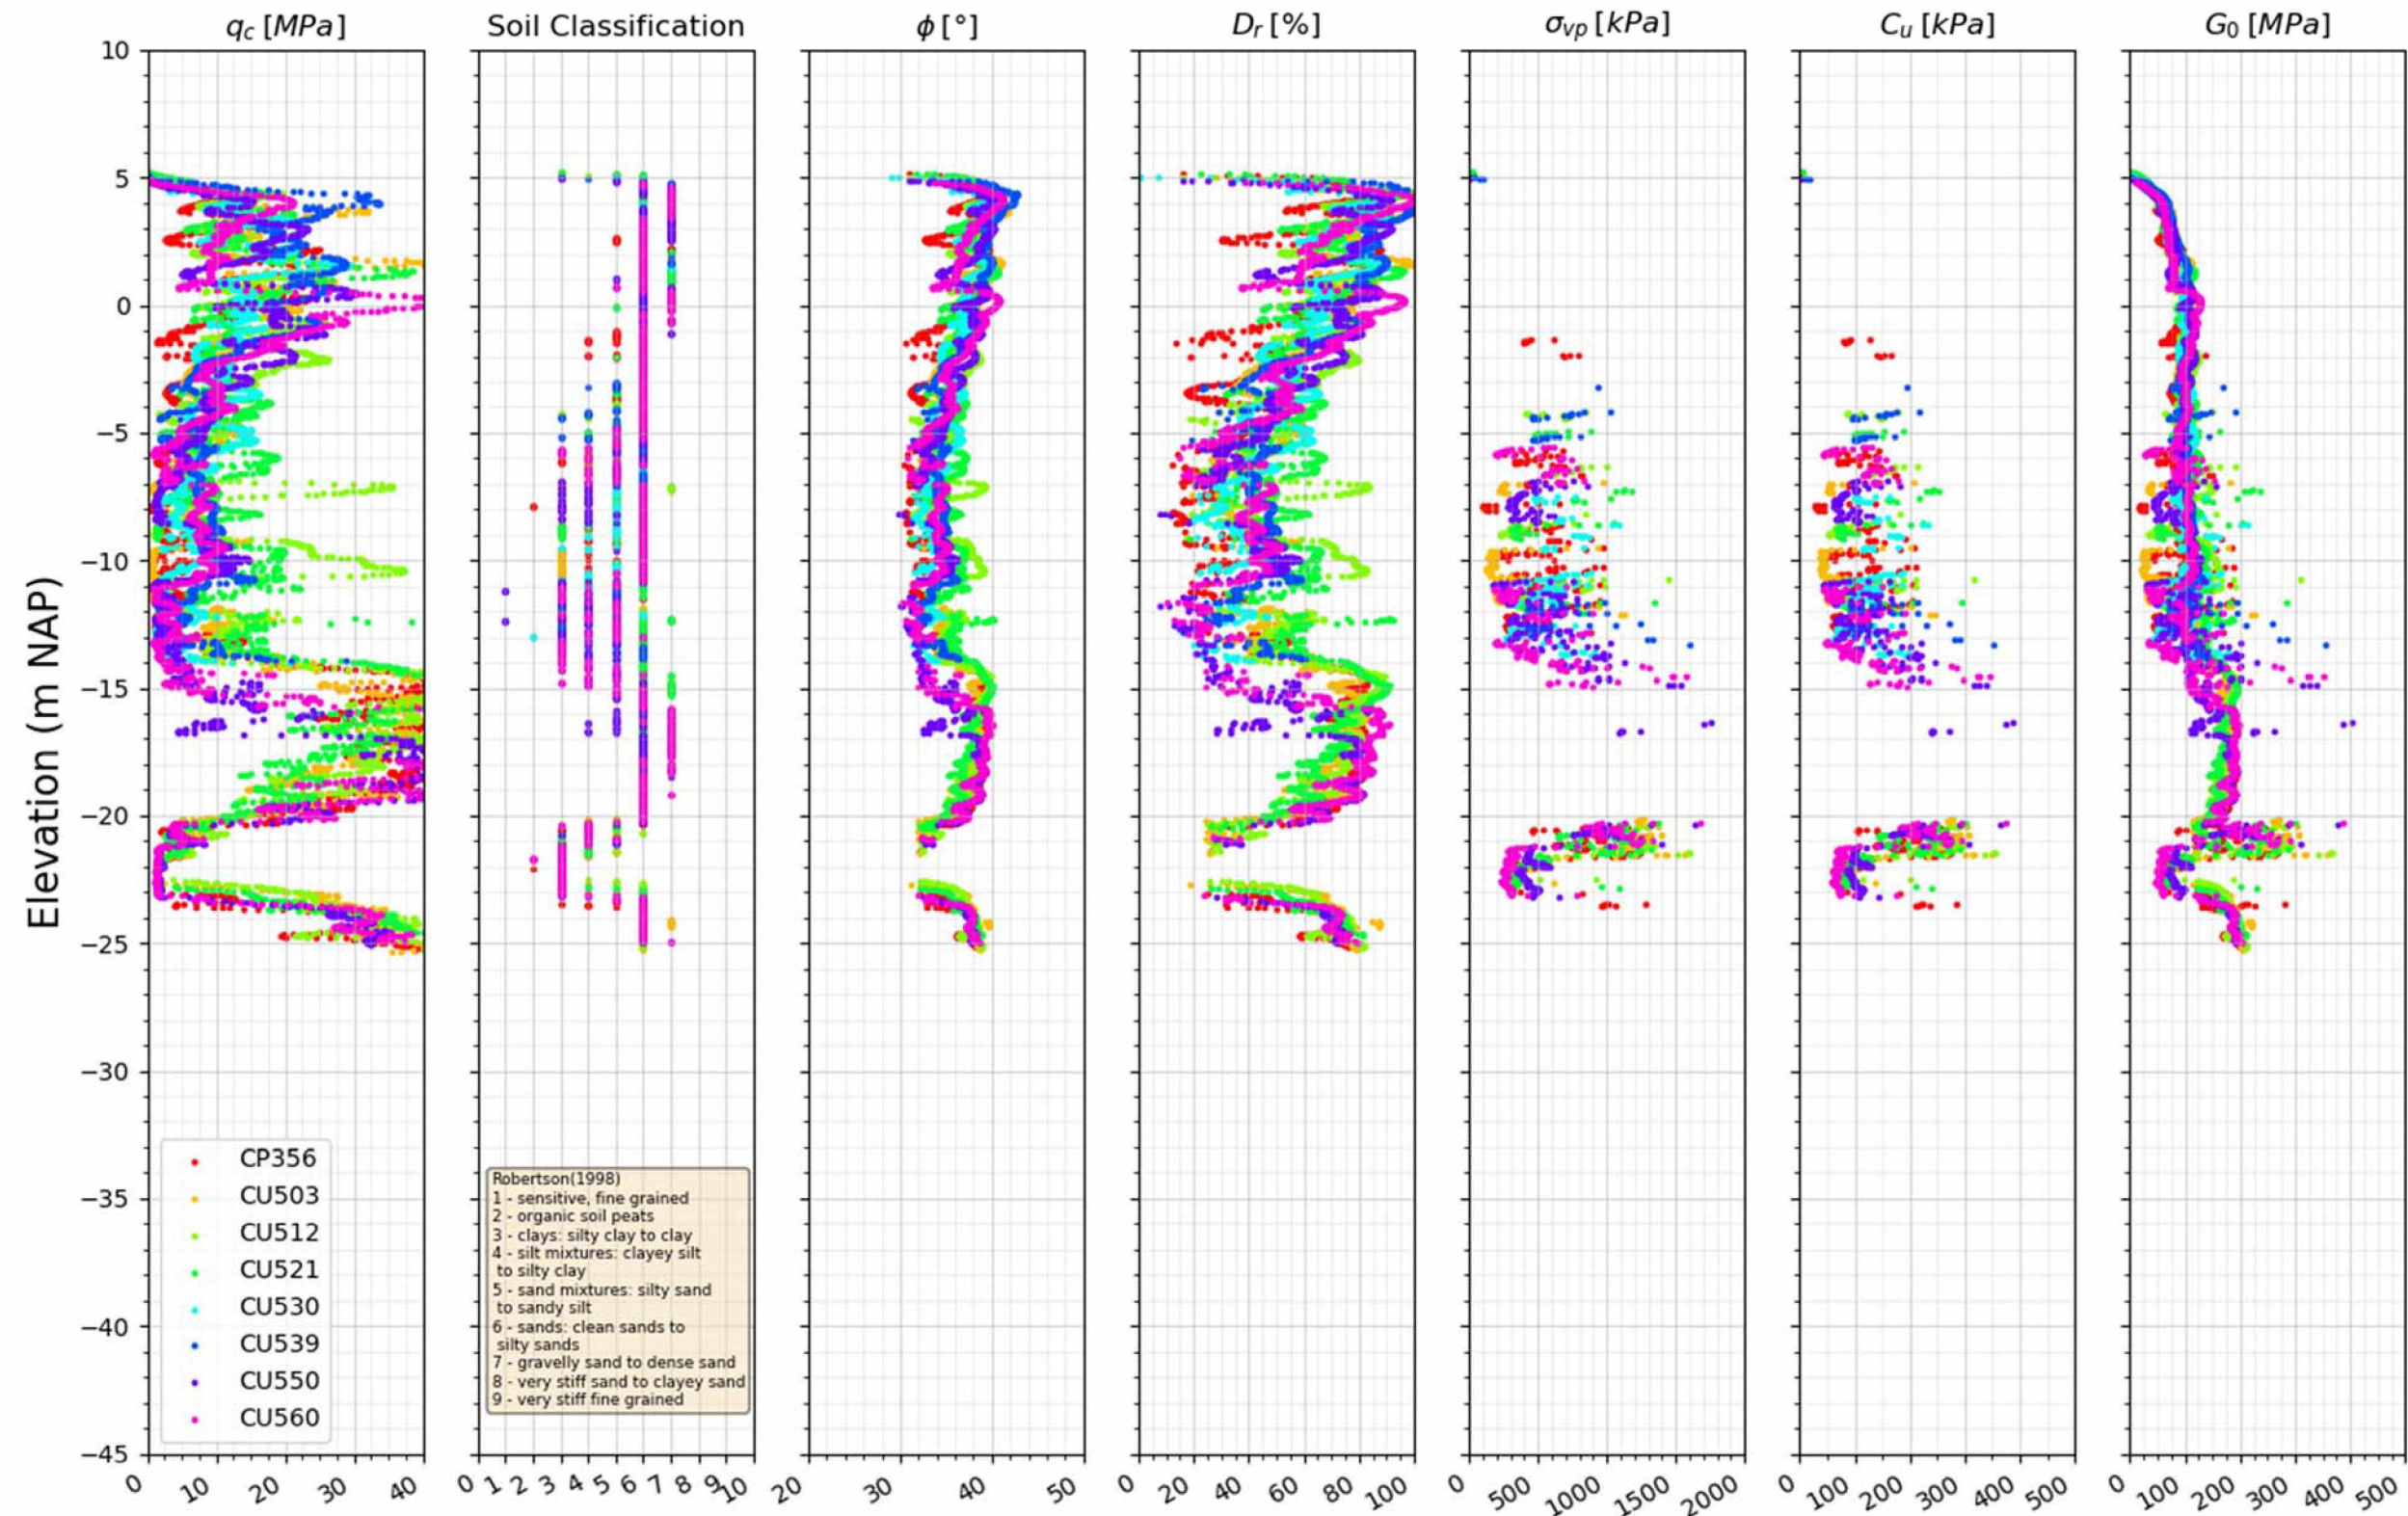 q_c [MPa]
Soil Classification
ϕ [°]
D_r [%]
σ_vp [kPa]
C_u [kPa]
G_0 [MPa]
Elevation (m NAP)
10
5
0
−5
−10
−15
−20
−25
−30
−35
−40
−45
CP356
CU503
CU512
CU521
CU530
CU539
CU550
CU560
Robertson(1998)
1 - sensitive, fine grained
2 - organic soil peats
3 - clays: silty clay to clay
4 - silt mixtures: clayey silt
to silty clay
5 - sand mixtures: silty sand
to sandy silt
6 - sands: clean sands to
silty sands
7 - gravelly sand to dense sand
8 - very stiff sand to clayey sand
9 - very stiff fine grained
0 10 20 30 40
0 1 2 3 4 5 6 7 8 9 10
20 30 40 50
0 20 40 60 80 100
0 500 1000 1500 2000
0 100 200 300 400 500
0 100 200 300 400 500